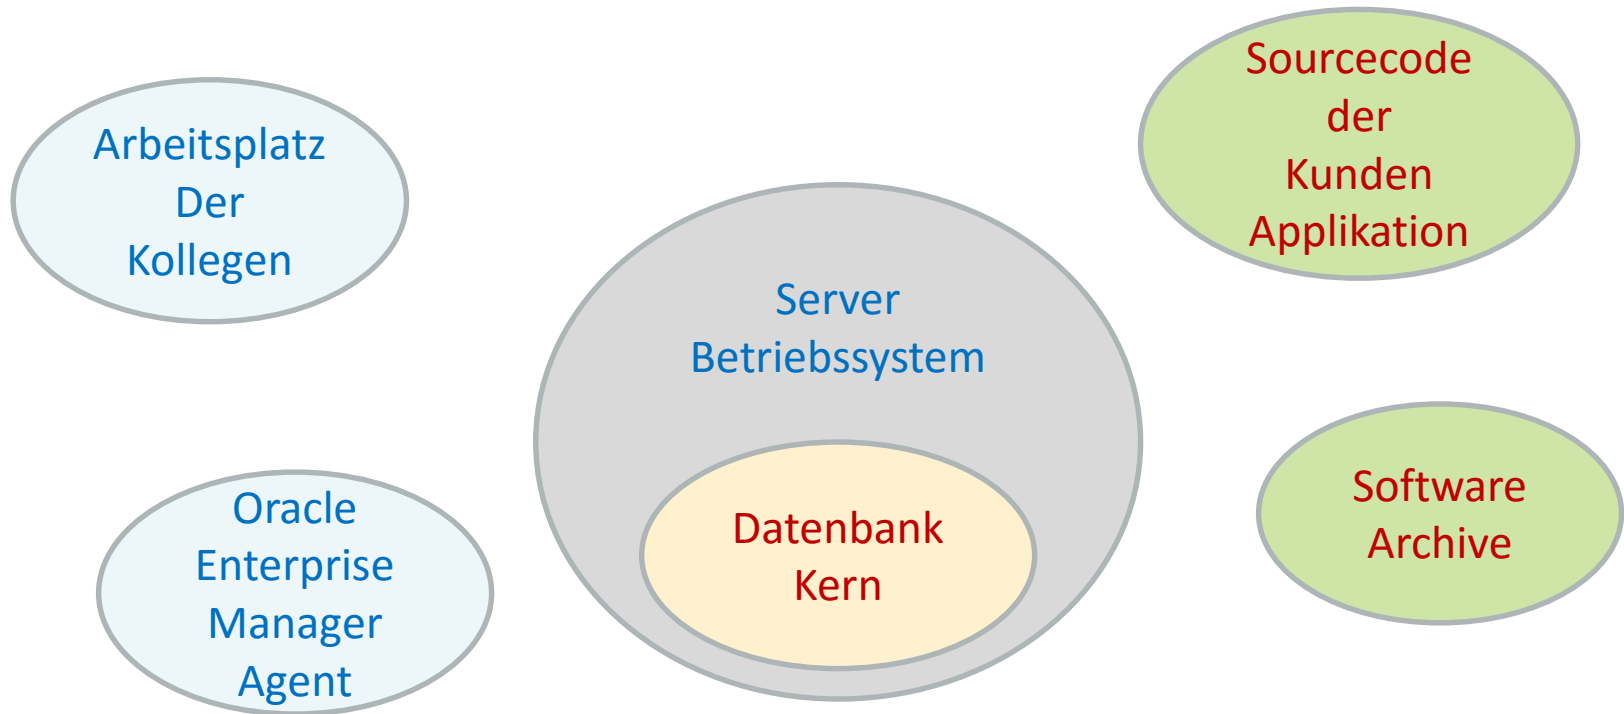 Arbeitsplatz
Der
Kollegen
Oracle
Enterprise
Manager
Agent
Server
Betriebssystem
Datenbank
Kern
Sourcecode
der
Kunden
Applikation
Software
Archive